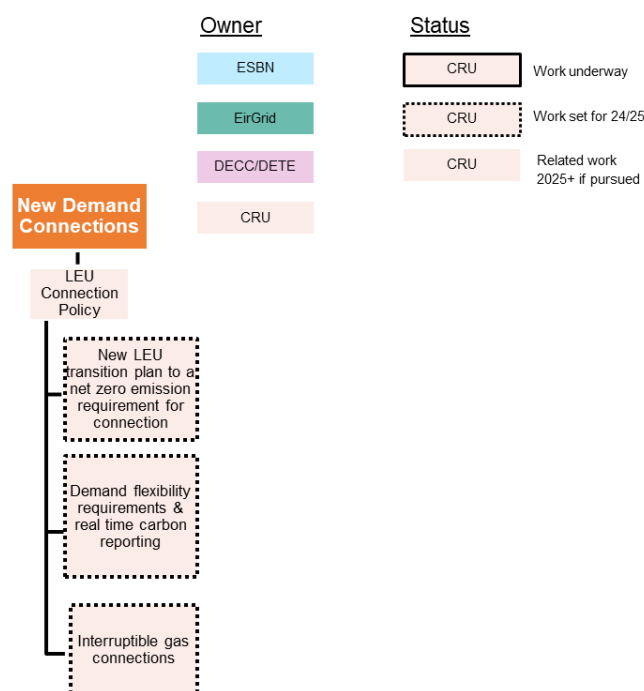 Owner
Status
ESBN
CRU
Work underway
EirGrid
CRU
Work set for 24/25
DECC/DETE
CRU
Related work
2025+ if pursued
CRU
New Demand
Connections
LEU
Connection
Policy
New LEU
transition plan to a
net zero emission
requirement for
connection
Demand flexibility
requirements &
real time carbon
reporting
Interruptible gas
connections